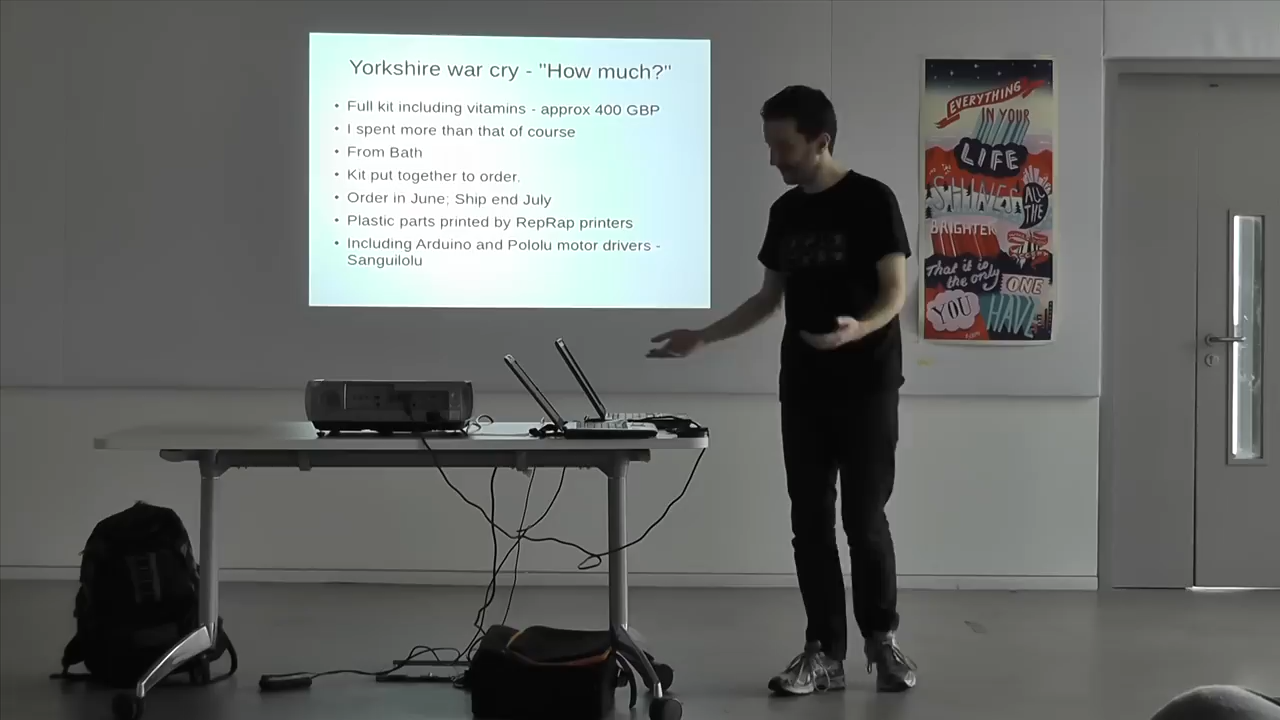 Yorkshire war cry - "How much?"
• Full kit including vitamins - approx 400 GBP
• I spent more than that of course
• From Bath
• Kit put together to order.
• Order in June; Ship end July
• Plastic parts printed by RepRap printers
• Including Arduino and Pololu motor drivers -
Sanguilolu
EVERYTHING
IN YOUR
LIFE
SHINES
ALL
THE
BRIGHTER
That it is
the only
ONE
YOU
HAVE